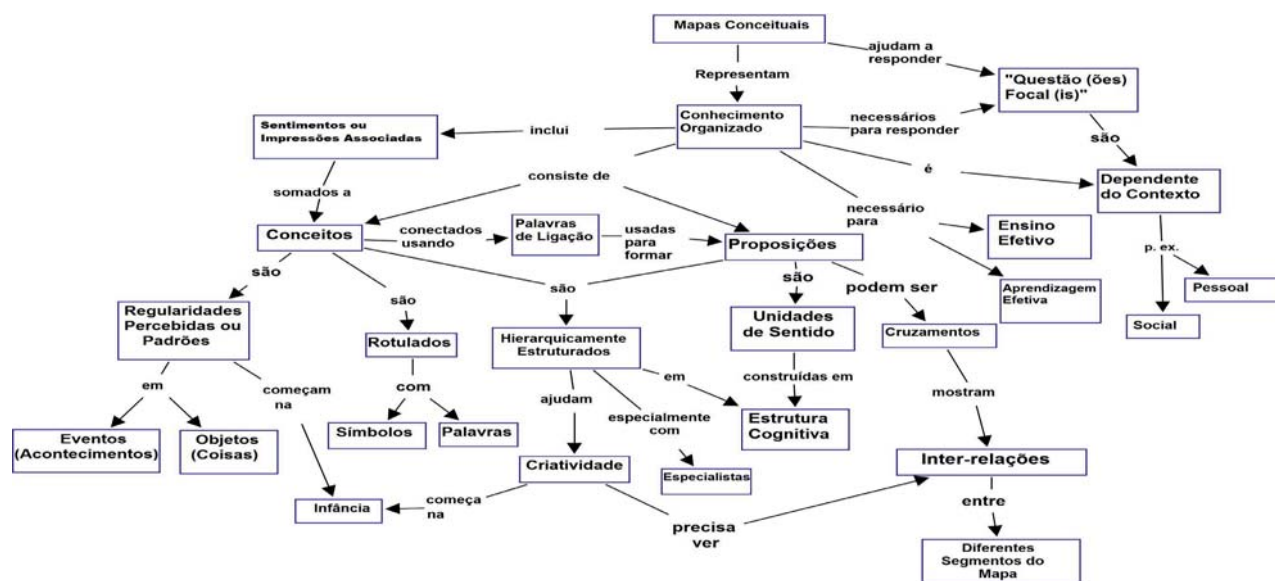 Mapas Conceituais
ajudam a
responder
Representam
"Questão (ões)
Focal (is)"
Conhecimento
Organizado
necessários
para responder
Sentimentos ou
Impressões Associadas
inclui
são
é
Dependente
do Contexto
consiste de
somados a
necessário
para
Conceitos
conectados
usando
Palavras
de Ligação
usadas
para
formar
Proposições
Ensino
Efetivo
p. ex.
são
são
são
são
podem ser
Aprendizagem
Efetiva
Pessoal
Social
Regularidades
Percebidas ou
Padrões
Rotulados
Hierarquicamente
Estruturados
Unidades
de Sentido
Cruzamentos
em
começam
na
com
ajudam
em
especialmente
com
construídas em
mostram
Eventos
(Acontecimentos)
Objetos
(Coisas)
Símbolos
Palavras
Estrutura
Cognitiva
Criatividade
Especialistas
Inter-relações
Infância
começa
na
precisa
ver
entre
Diferentes
Segmentos do
Mapa